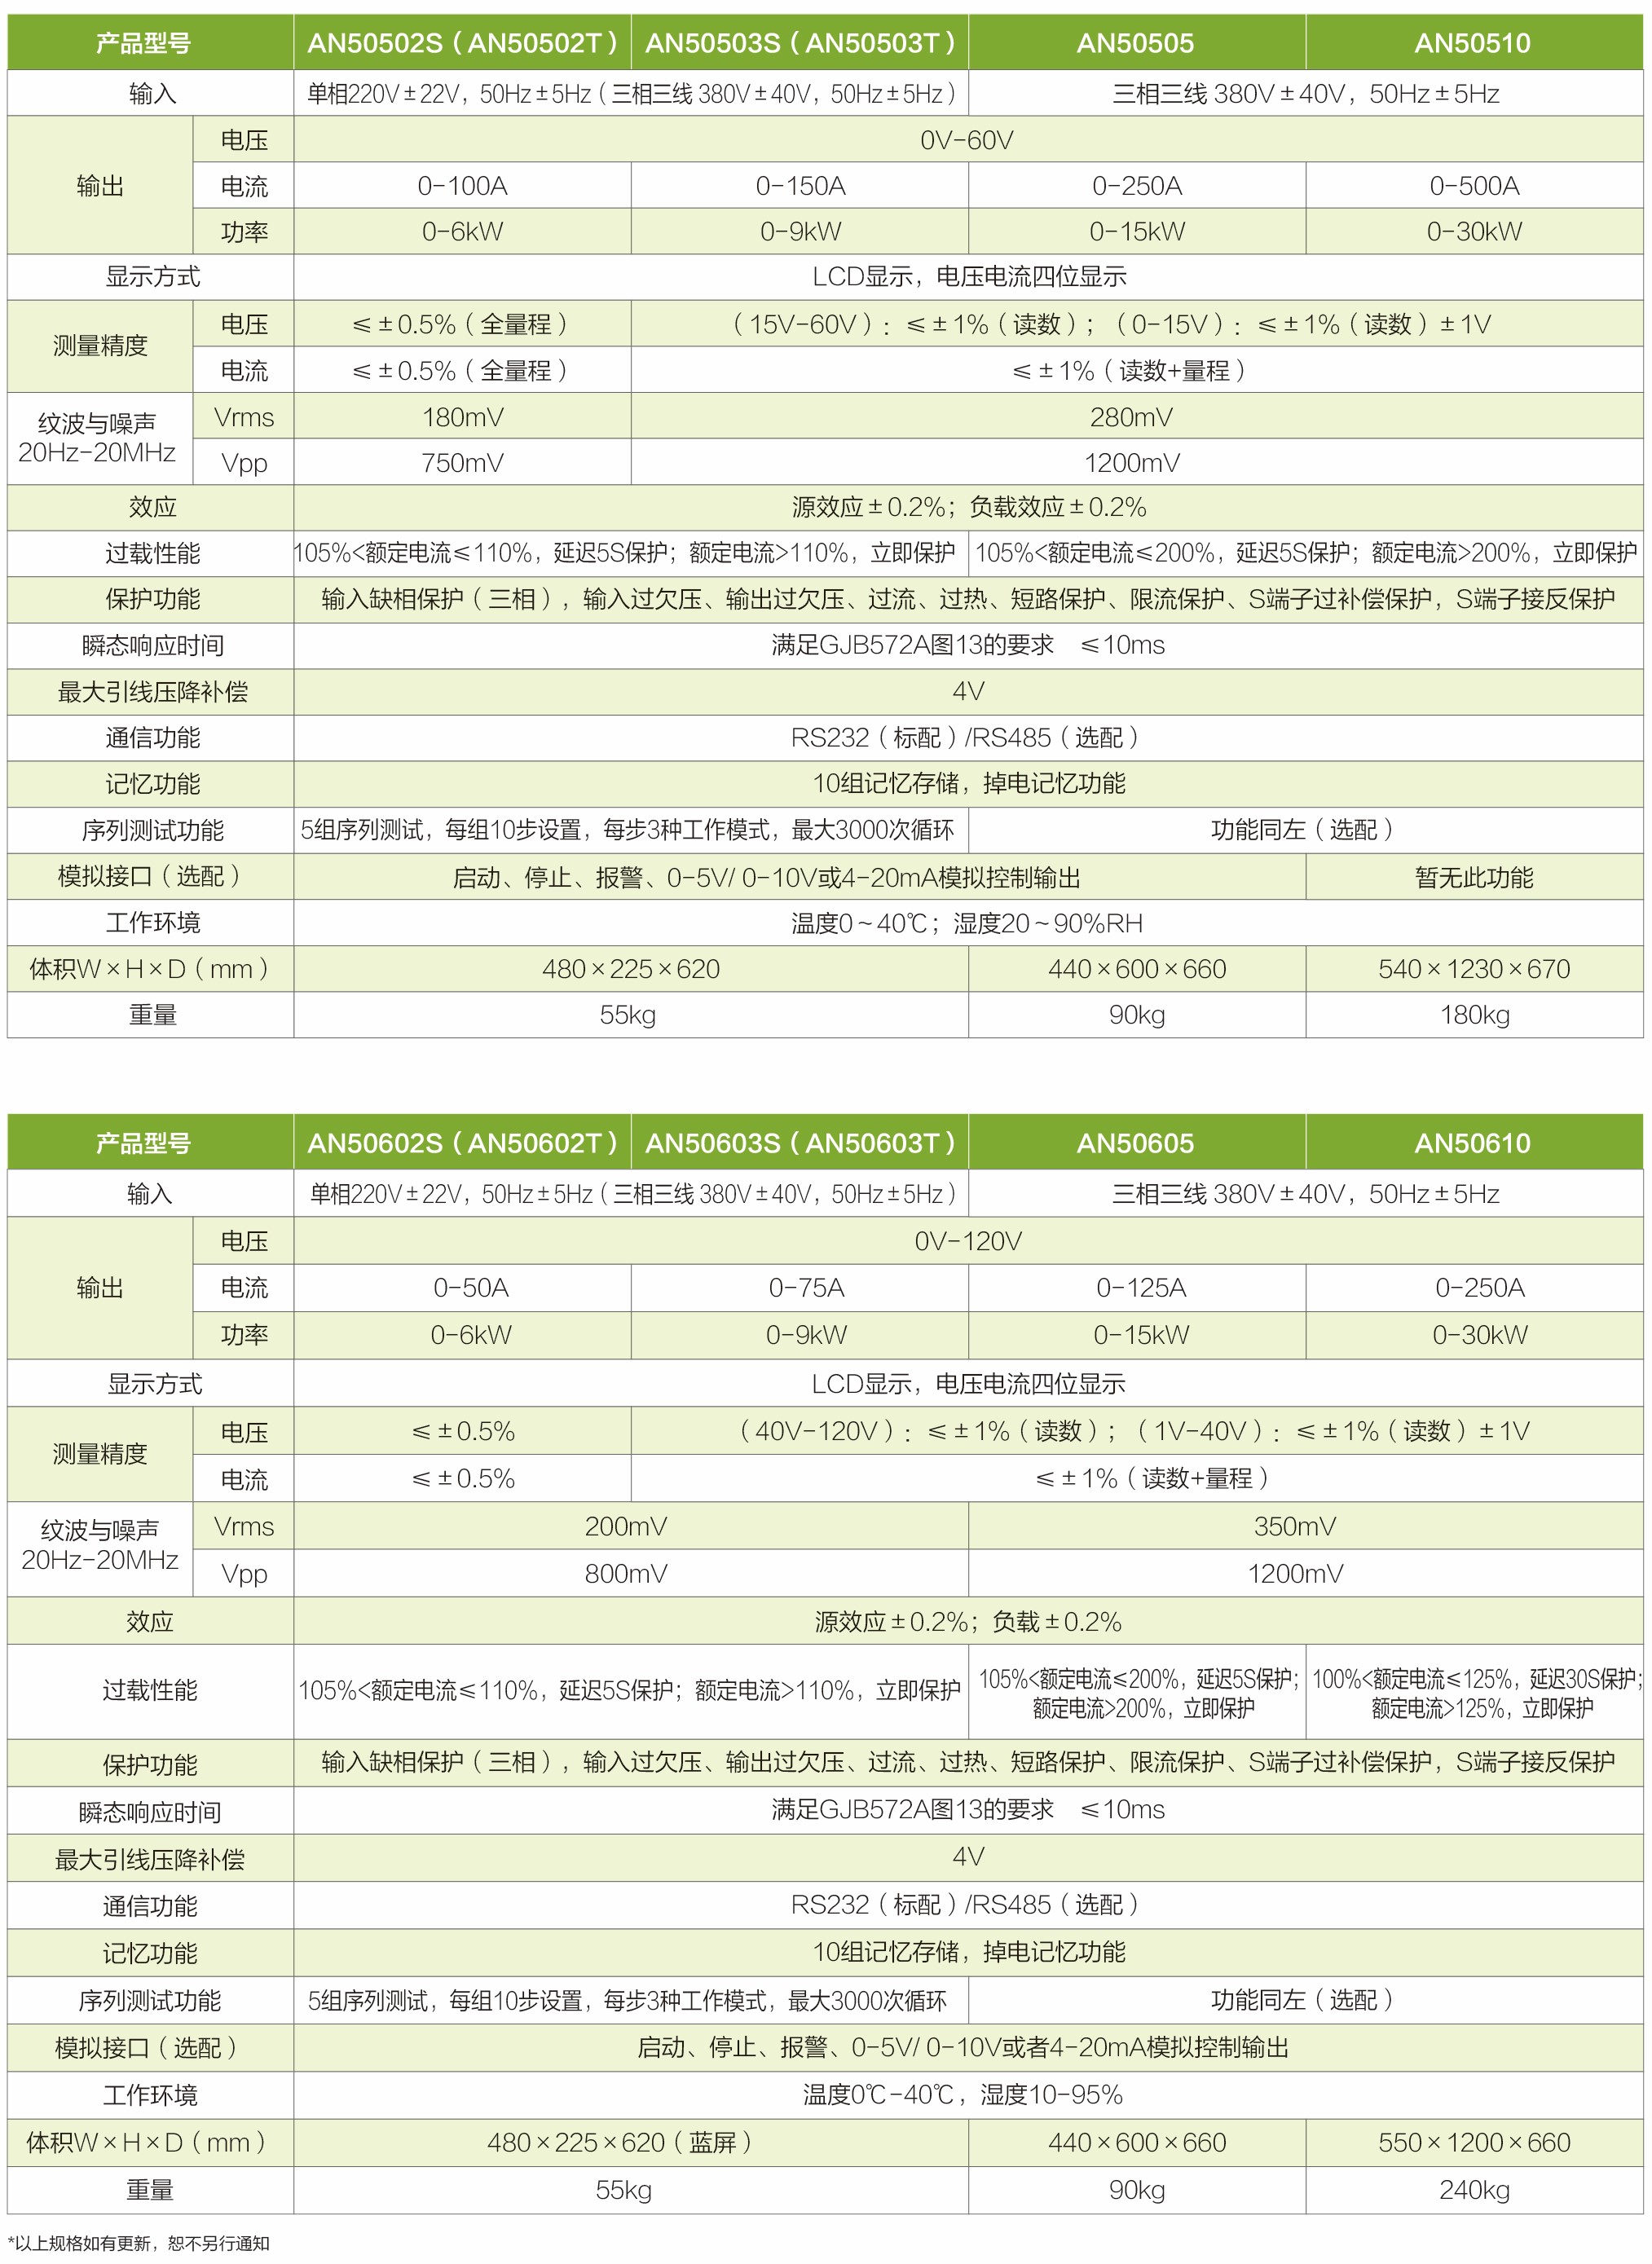 产品型号 AN50502S（AN50502T） AN50503S（AN50503T） AN50505 AN50510
输入 单相220V±22V，50Hz±5Hz（三相三线 380V±40V，50Hz±5Hz） 三相三线 380V±40V，50Hz±5Hz
输出 电压 0V-60V
电流 0-100A 0-150A 0-250A 0-500A
功率 0-6kW 0-9kW 0-15kW 0-30kW
显示方式 LCD显示，电压电流四位显示
测量精度 电压 ≤±0.5%（全量程） （15V-60V）：≤±1%（读数）；（0-15V）：≤±1%（读数）±1V
电流 ≤±0.5%（全量程） ≤±1%（读数+量程）
纹波与噪声
20Hz-20MHz
Vrms 180mV 280mV
Vpp 750mV 1200mV
效应 源效应±0.2%；负载效应±0.2%
过载性能 105%<额定电流≤110%，延迟5S保护；额定电流>110%，立即保护 105%<额定电流≤200%，延迟5S保护；额定电流>200%，立即保护
保护功能 输入缺相保护（三相），输入过欠压、输出过欠压、过流、过热、短路保护、限流保护、S端子过补偿保护，S端子接反保护
瞬态响应时间 满足GJB572A图13的要求 ≤10ms
最大引线压降补偿 4V
通信功能 RS232（标配）/RS485（选配）
记忆功能 10组记忆存储，掉电记忆功能
序列测试功能 5组序列测试，每组10步设置，每步3种工作模式，最大3000次循环 功能同左（选配）
模拟接口（选配） 启动、停止、报警、0-5V/ 0-10V或4-20mA模拟控制输出 暂无此功能
工作环境 温度0～40℃；湿度20～90%RH
体积W×H×D（mm） 480×225×620 440×600×660 540×1230×670
重量 55kg 90kg 180kg
产品型号 AN50602S（AN50602T） AN50603S（AN50603T） AN50605 AN50610
输入 单相220V±22V，50Hz±5Hz（三相三线 380V±40V，50Hz±5Hz） 三相三线 380V±40V，50Hz±5Hz
输出 电压 0V-120V
电流 0-50A 0-75A 0-125A 0-250A
功率 0-6kW 0-9kW 0-15kW 0-30kW
显示方式 LCD显示，电压电流四位显示
测量精度 电压 ≤±0.5% （40V-120V）：≤±1%（读数）；（1V-40V）：≤±1%（读数）±1V
电流 ≤±0.5% ≤±1%（读数+量程）
纹波与噪声
20Hz-20MHz
Vrms 200mV 350mV
Vpp 800mV 1200mV
效应 源效应±0.2%；负载±0.2%
过载性能 105%<额定电流≤110%，延迟5S保护；额定电流>110%，立即保护
105%<额定电流≤200%，延迟5S保护；
额定电流>200%，立即保护
100%<额定电流≤125%，延迟30S保护；
额定电流>125%，立即保护
保护功能 输入缺相保护（三相），输入过欠压、输出过欠压、过流、过热、短路保护、限流保护、S端子过补偿保护，S端子接反保护
瞬态响应时间 满足GJB572A图13的要求 ≤10ms
最大引线压降补偿 4V
通信功能 RS232（标配）/RS485（选配）
记忆功能 10组记忆存储，掉电记忆功能
序列测试功能 5组序列测试，每组10步设置，每步3种工作模式，最大3000次循环 功能同左（选配）
模拟接口（选配） 启动、停止、报警、0-5V/ 0-10V或者4-20mA模拟控制输出
工作环境 温度0℃-40℃，湿度10-95%
体积W×H×D（mm） 480×225×620（蓝屏） 440×600×660 550×1200×660
重量 55kg 90kg 240kg
*以上规格如有更新，恕不另行通知